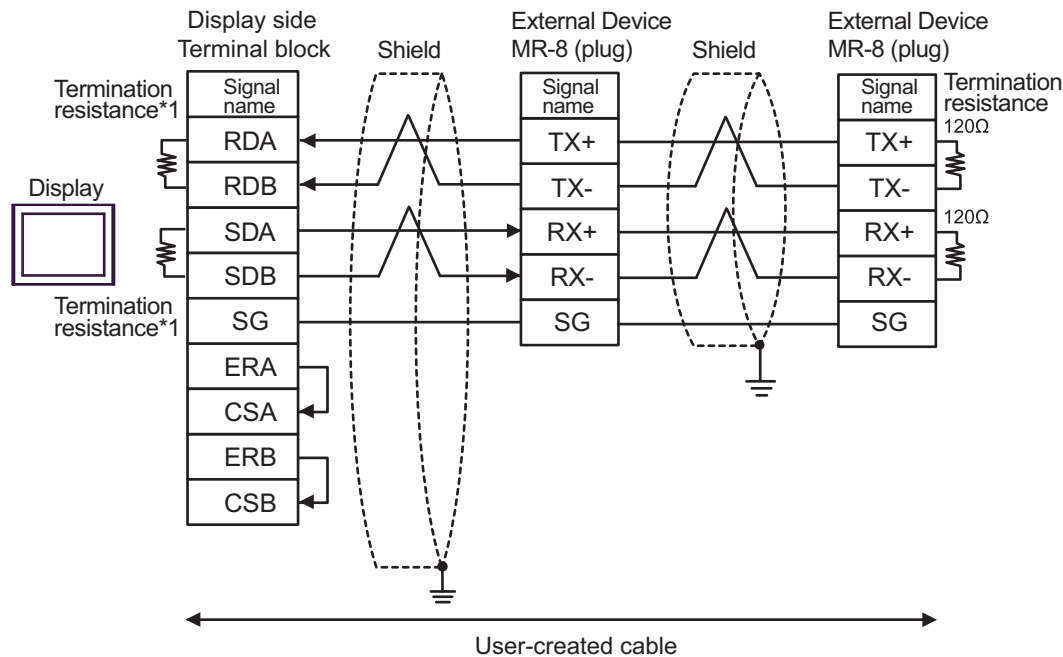 Display side
Terminal block
Shield
External Device
MR-8 (plug)
Shield
External Device
MR-8 (plug)
Termination
resistance*1
Signal
name
Signal
name
Signal
name
Termination
resistance
RDA
TX+
TX+
120Ω
RDB
TX-
TX-
Display
SDA
RX+
RX+
120Ω
SDB
RX-
RX-
Termination
resistance*1
SG
SG
SG
ERA
CSA
ERB
CSB
User-created cable